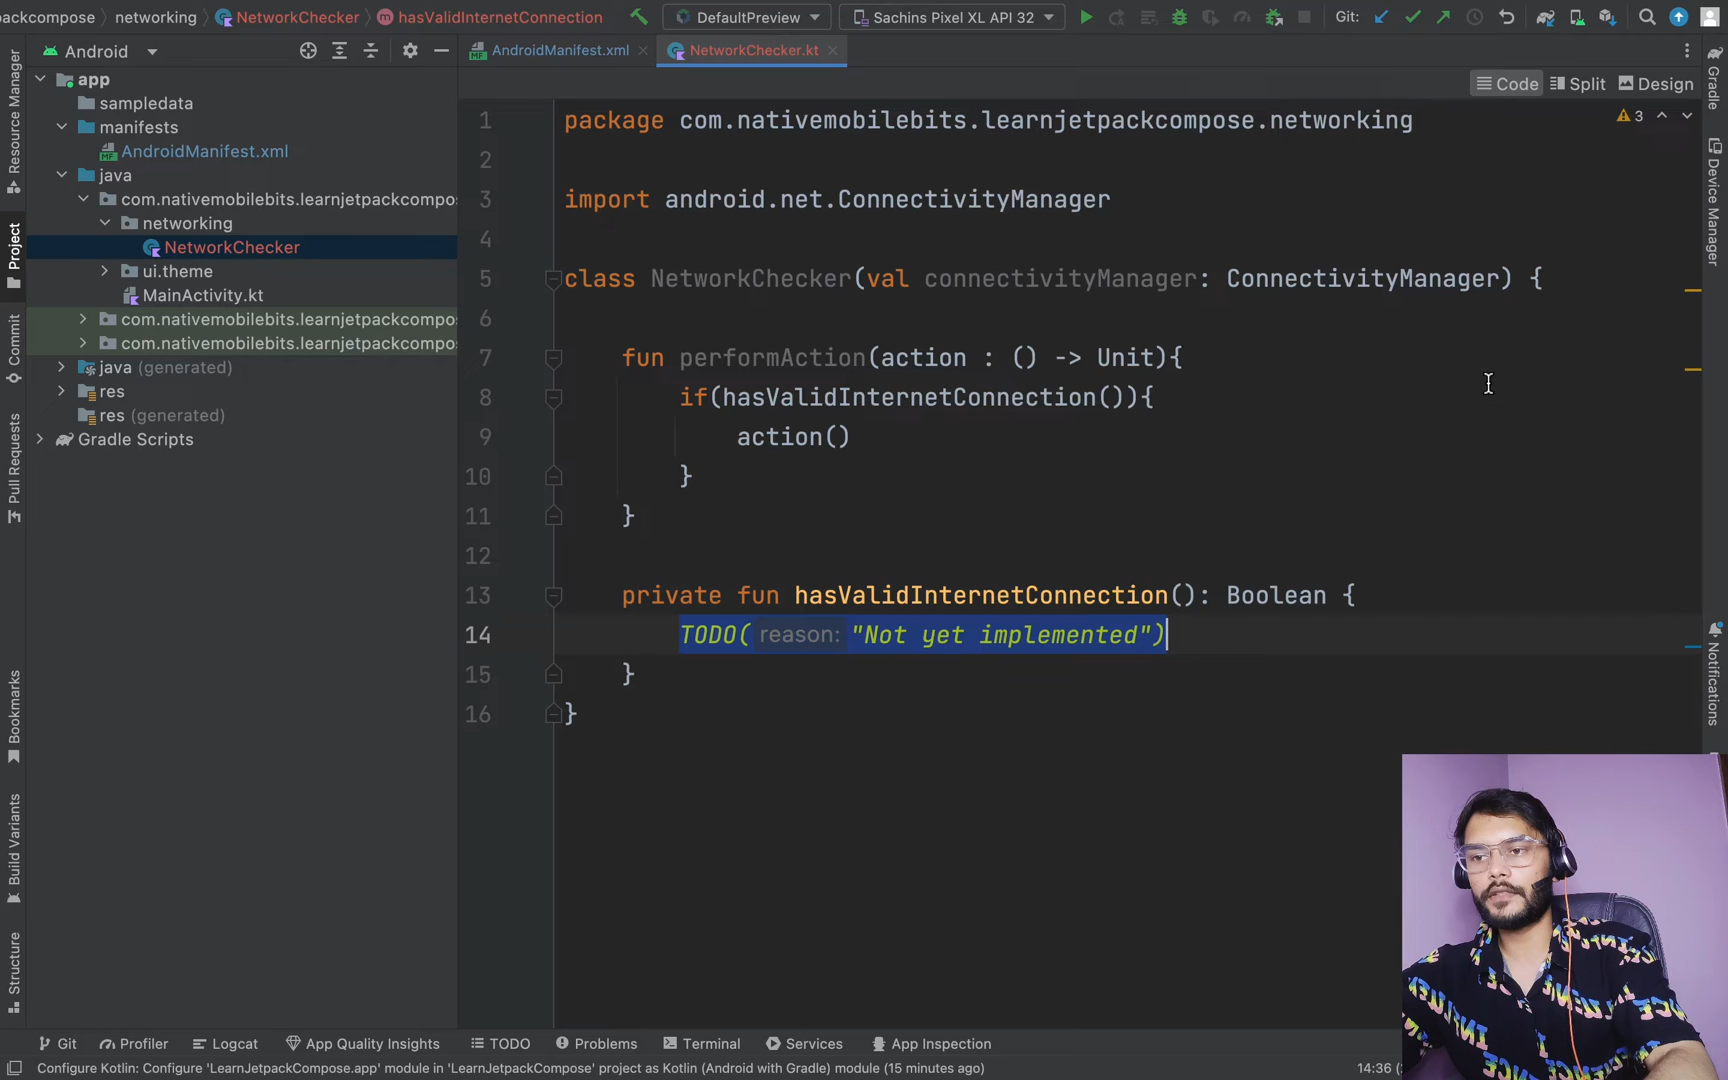 ackcompose
networking
NetworkChecker
hasValidInternetConnection
DefaultPreview
Sachins Pixel XL API 32
Git:
Android
AndroidManifest.xml
NetworkChecker.kt
Code
Split
Design
Resource Manager
Project
Commit
Pull Requests
Bookmarks
Build Variants
Structure
app
sampledata
manifests
AndroidManifest.xml
java
com.nativemobilebits.learnjetpackcompo
networking
NetworkChecker
ui.theme
MainActivity.kt
com.nativemobilebits.learnjetpackcompo
com.nativemobilebits.learnjetpackcompo
java (generated)
res
res (generated)
Gradle Scripts
1 package com.nativemobilebits.learnjetpackcompose.networking
2
3 import android.net.ConnectivityManager
4
5 class NetworkChecker(val connectivityManager: ConnectivityManager) {
6
7 fun performAction(action : () -> Unit){
8 if(hasValidInternetConnection()){
9 action()
10 }
11 }
12
13 private fun hasValidInternetConnection(): Boolean {
14 TODO( reason: "Not yet implemented")
15 }
16 }
3
Gradle
Device Manager
Notifications
Git
Profiler
Logcat
App Quality Insights
TODO
Problems
Terminal
Services
App Inspection
Configure Kotlin: Configure 'LearnJetpackCompose.app' module in 'LearnJetpackCompose' project as Kotlin (Android with Gradle) module (15 minutes ago)
14:36